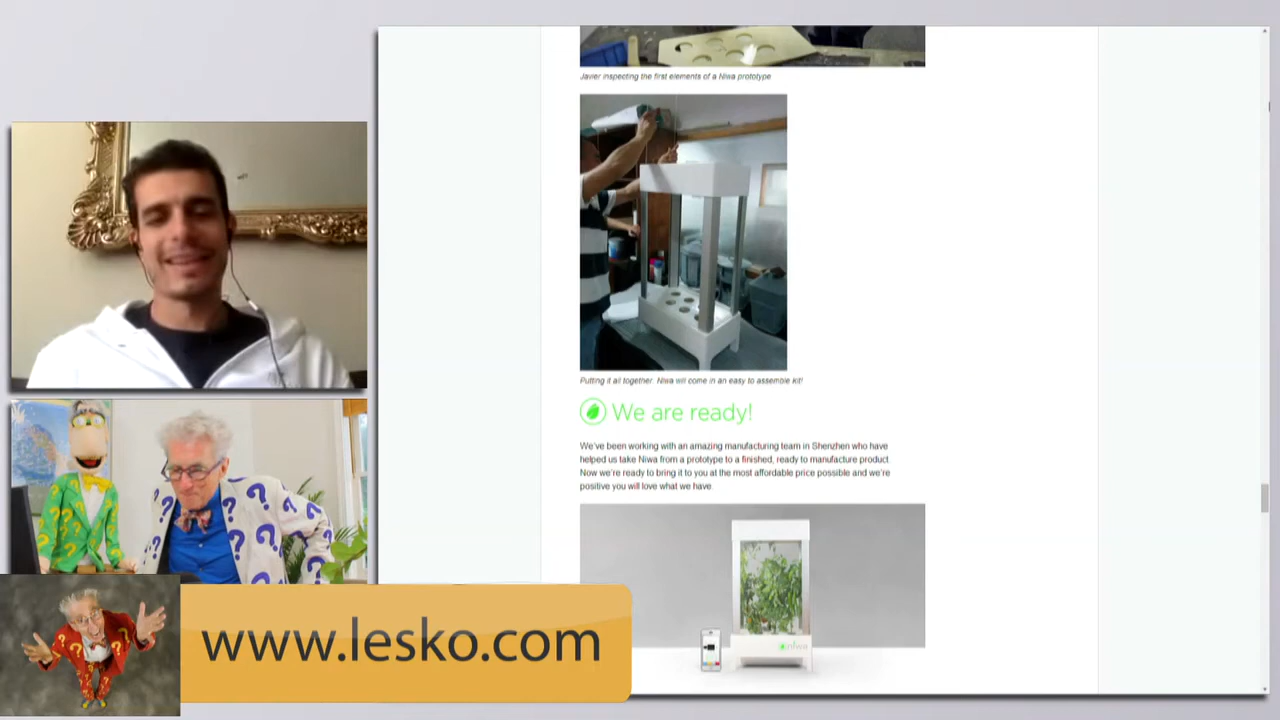 Javier inspecting the first elements of a Niwa prototype
Putting it all together. Niwa will come in an easy to assemble kit!
We are ready!
We've been working with an amazing manufacturing team in Shenzhen who have
helped us take Niwa from a prototype to a finished, ready to manufacture product.
Now we're ready to bring it to you at the most affordable price possible and we're
positive you will love what we have.
niwa
www.lesko.com